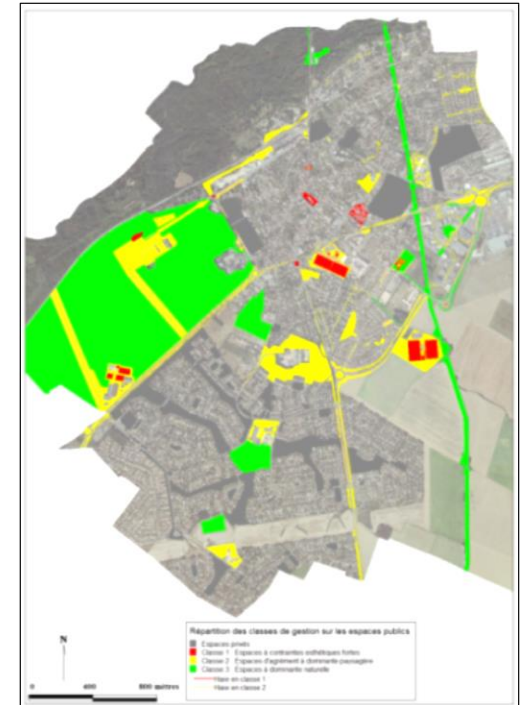 N
0 400 800 mètres
Répartition des classes de gestion sur les espaces publics
Espaces privés
Classe 1 : Espaces à contraintes esthétiques fortes
Classe 2 : Espaces d'agrément à dominante paysagère
Classe 3 : Espaces à dominante naturelle
Haie en classe 1
Haie en classe 2